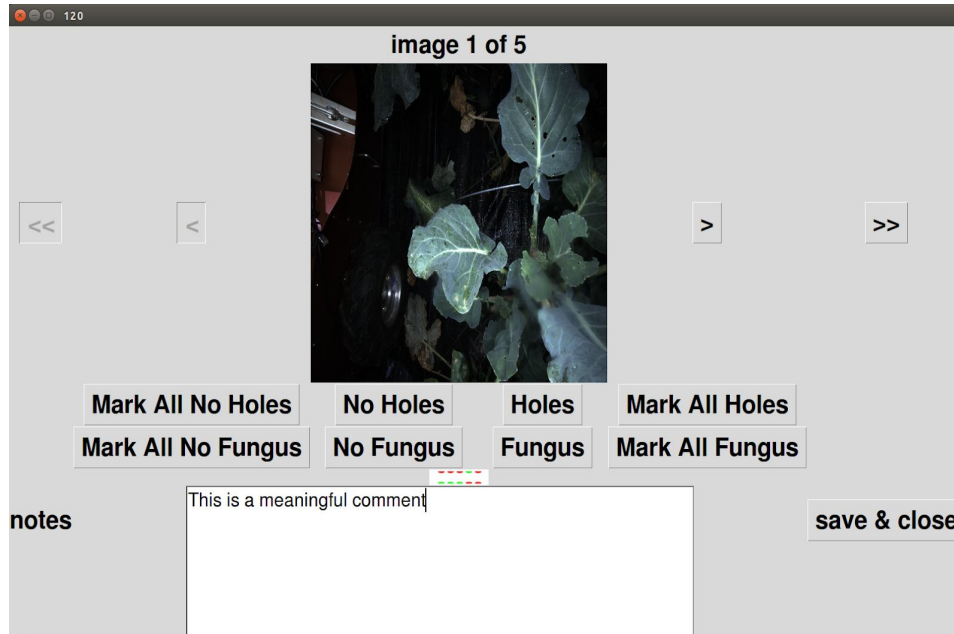 120
image 1 of 5
<< < > >>
Mark All No Holes No Holes Holes Mark All Holes
Mark All No Fungus No Fungus Fungus Mark All Fungus
This is a meaningful comment
notes save & close